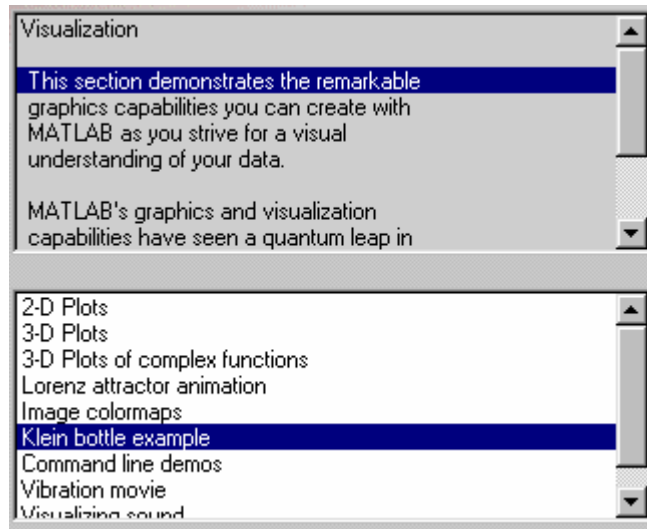 Visualization
This section demonstrates the remarkable
graphics capabilities you can create with
MATLAB as you strive for a visual
understanding of your data.
MATLAB's graphics and visualization
capabilities have seen a quantum leap in
2-D Plots
3-D Plots
3-D Plots of complex functions
Lorenz attractor animation
Image colormaps
Klein bottle example
Command line demos
Vibration movie
Visualizing sound